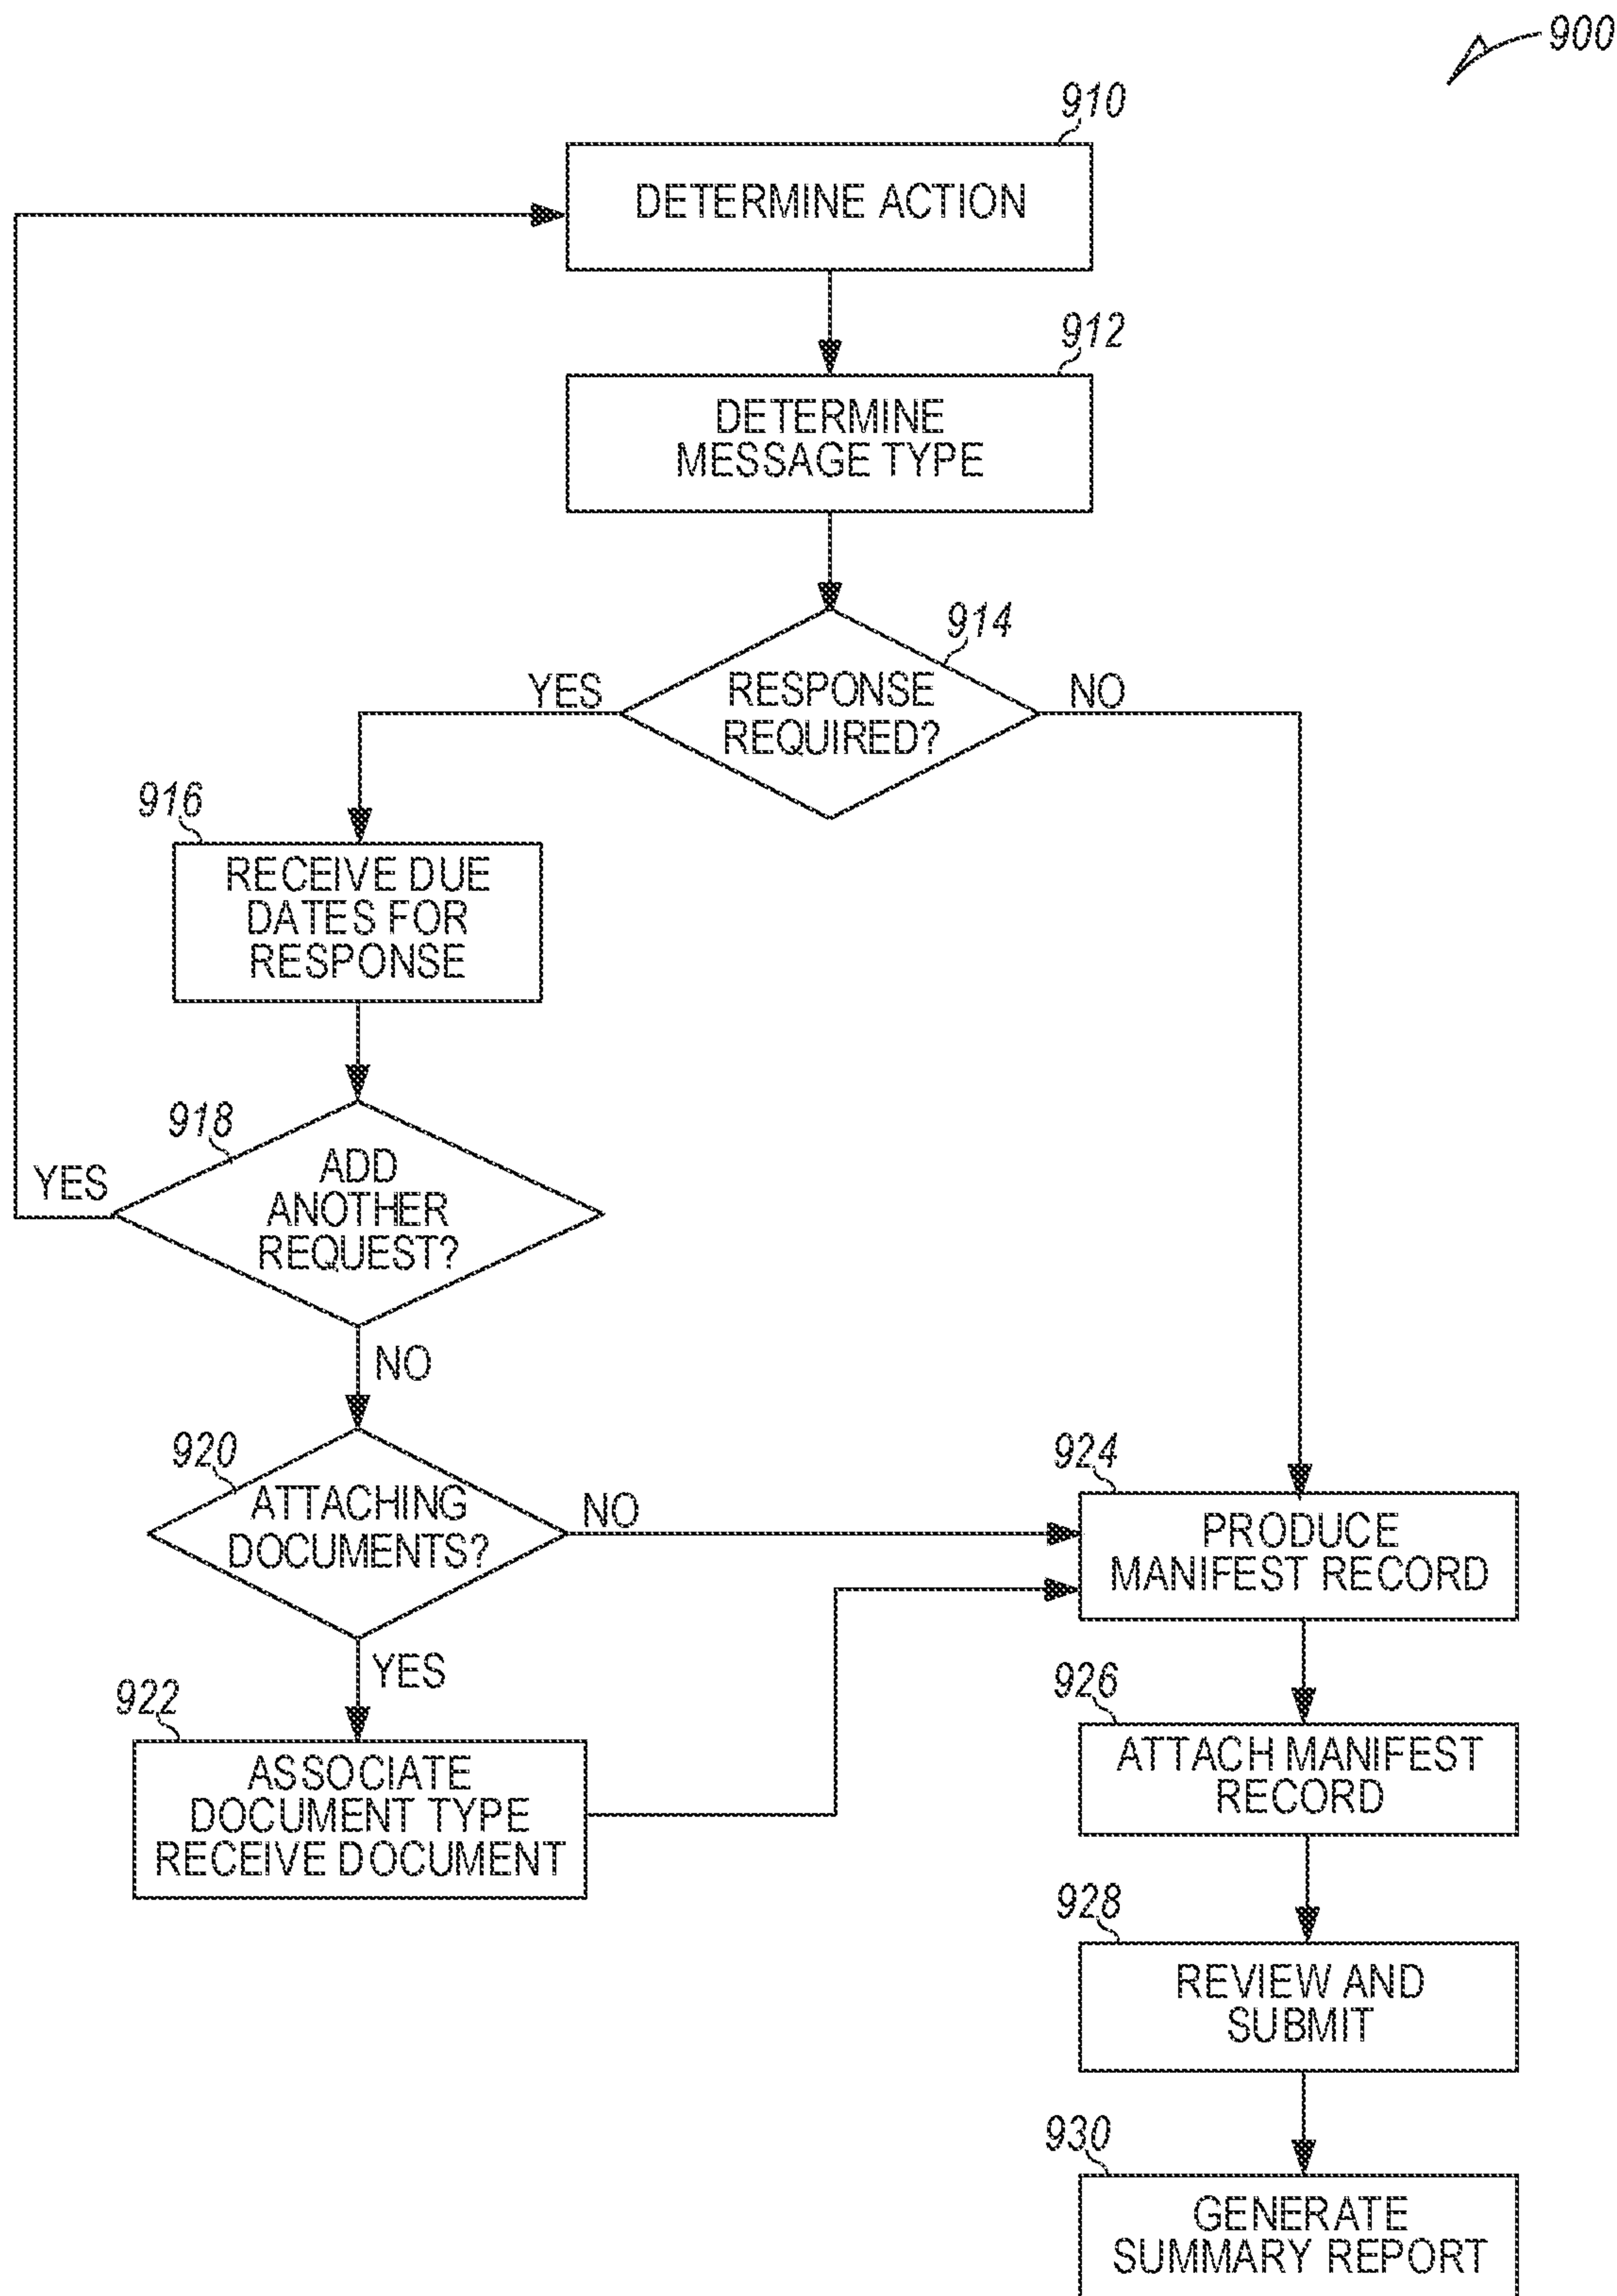 900
910
DETERMINE ACTION
912
DETERMINE
MESSAGE TYPE
914
YES
RESPONSE
REQUIRED?
NO
916
RECEIVE DUE
DATES FOR
RESPONSE
918
YES
ADD
ANOTHER
REQUEST?
NO
920
ATTACHING
DOCUMENTS?
NO
YES
922
ASSOCIATE
DOCUMENT TYPE
RECEIVE DOCUMENT
924
PRODUCE
MANIFEST RECORD
926
ATTACH MANIFEST
RECORD
928
REVIEW AND
SUBMIT
930
GENERATE
SUMMARY REPORT